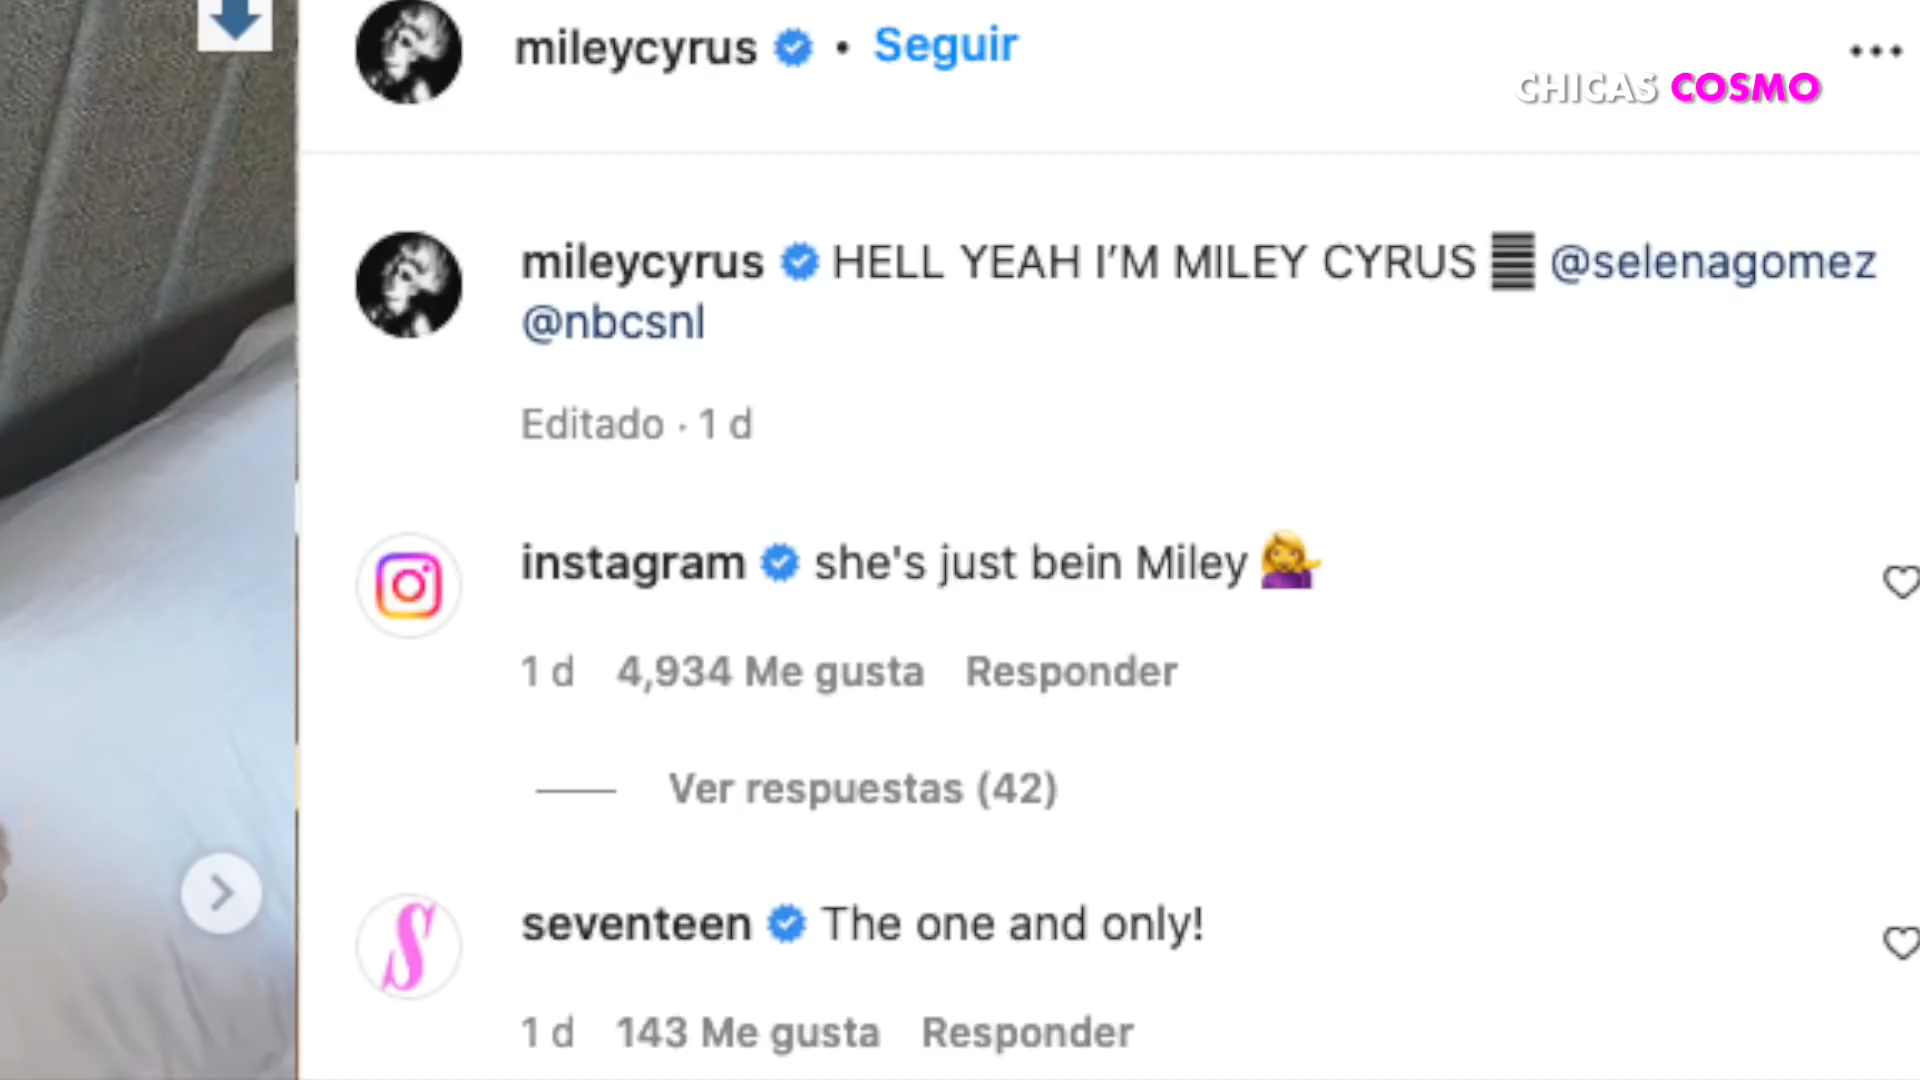 mileycyrus • Seguir
CHICAS COSMO
mileycyrus HELL YEAH I'M MILEY CYRUS @selenagomez
@nbcsnl
Editado · 1 d
instagram she's just bein Miley 💁‍♀️
1 d 4,934 Me gusta Responder
Ver respuestas (42)
seventeen The one and only!
1 d 143 Me gusta Responder